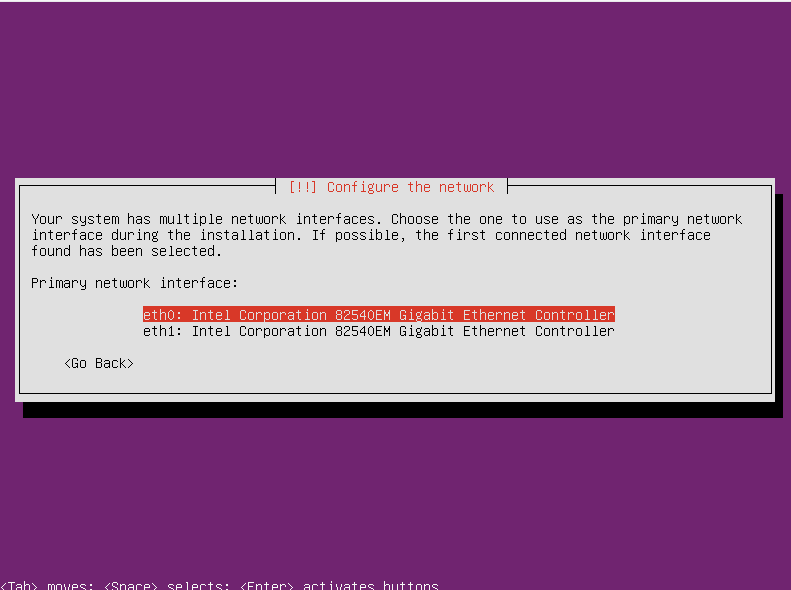 [!!] Configure the network
Your system has multiple network interfaces. Choose the one to use as the primary network
interface during the installation. If possible, the first connected network interface
found has been selected.
Primary network interface:
eth0: Intel Corporation 82540EM Gigabit Ethernet Controller
eth1: Intel Corporation 82540EM Gigabit Ethernet Controller
<Go Back>
<Tab> moves; <Space> selects; <Enter> activates buttons